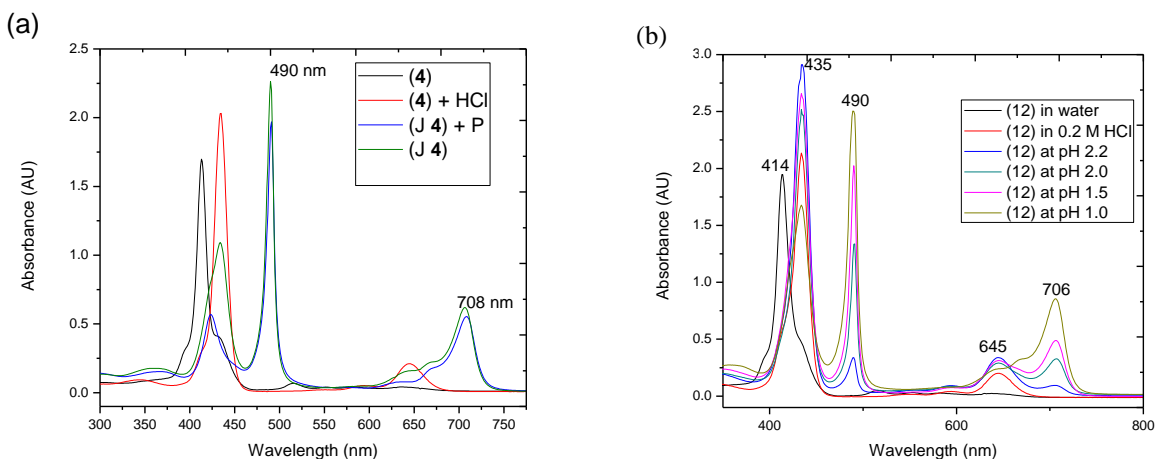 (a)
2.5
2.0
1.5
1.0
0.5
0.0
300 350 400 450 500 550 600 650 700 750
Absorbance (AU)
Wavelength (nm)
490 nm
708 nm
(4)
(4) + HCl
(J 4) + P
(J 4)
(b)
3.0
2.5
2.0
1.5
1.0
0.5
0.0
400 600 800
Absorbance (AU)
Wavelength (nm)
414
435
490
645
706
(12) in water
(12) in 0.2 M HCl
(12) at pH 2.2
(12) at pH 2.0
(12) at pH 1.5
(12) at pH 1.0